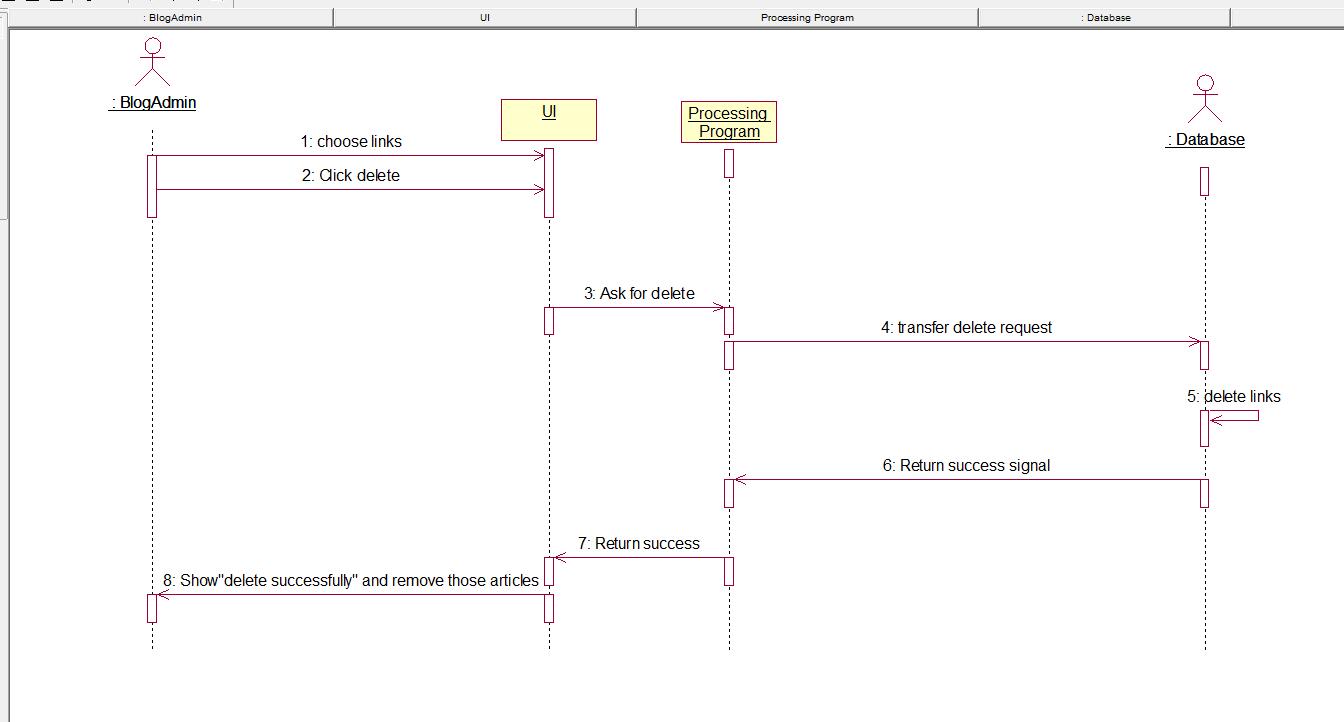 : BlogAdmin
UI
Processing Program
: Database
: BlogAdmin
UI
Processing
Program
: Database
1: choose links
2: Click delete
3: Ask for delete
4: transfer delete request
5: delete links
6: Return success signal
7: Return success
8: Show"delete successfully" and remove those articles